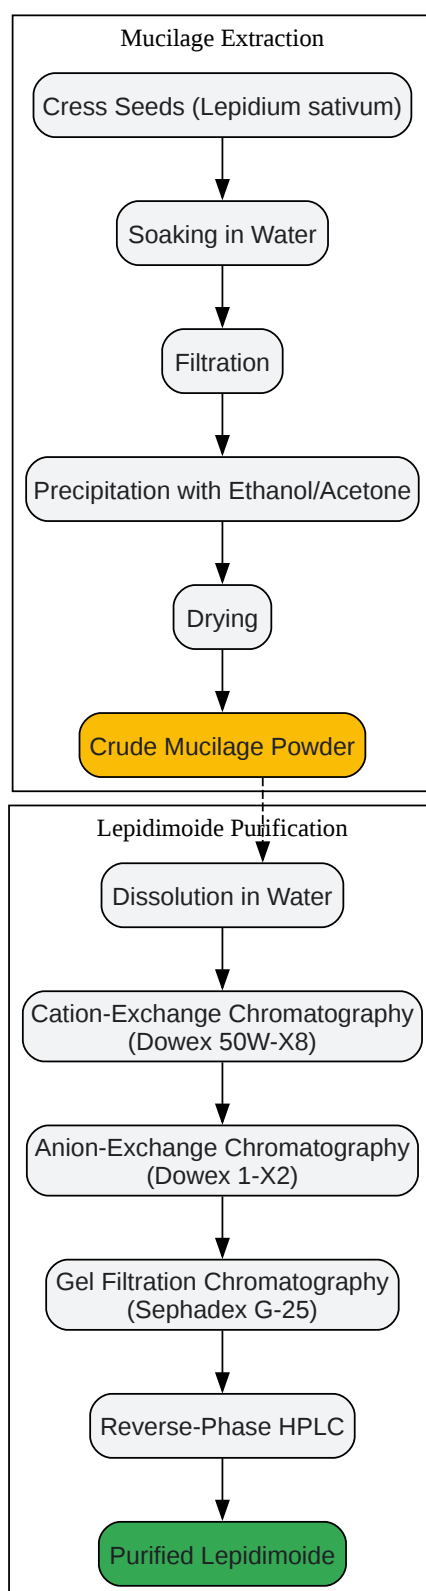 Mucilage Extraction
Cress Seeds (Lepidium sativum)
Soaking in Water
Filtration
Precipitation with Ethanol/Acetone
Drying
Crude Mucilage Powder
Lepidimoide Purification
Dissolution in Water
Cation-Exchange Chromatography
(Dowex 50W-X8)
Anion-Exchange Chromatography
(Dowex 1-X2)
Gel Filtration Chromatography
(Sephadex G-25)
Reverse-Phase HPLC
Purified Lepidimoide